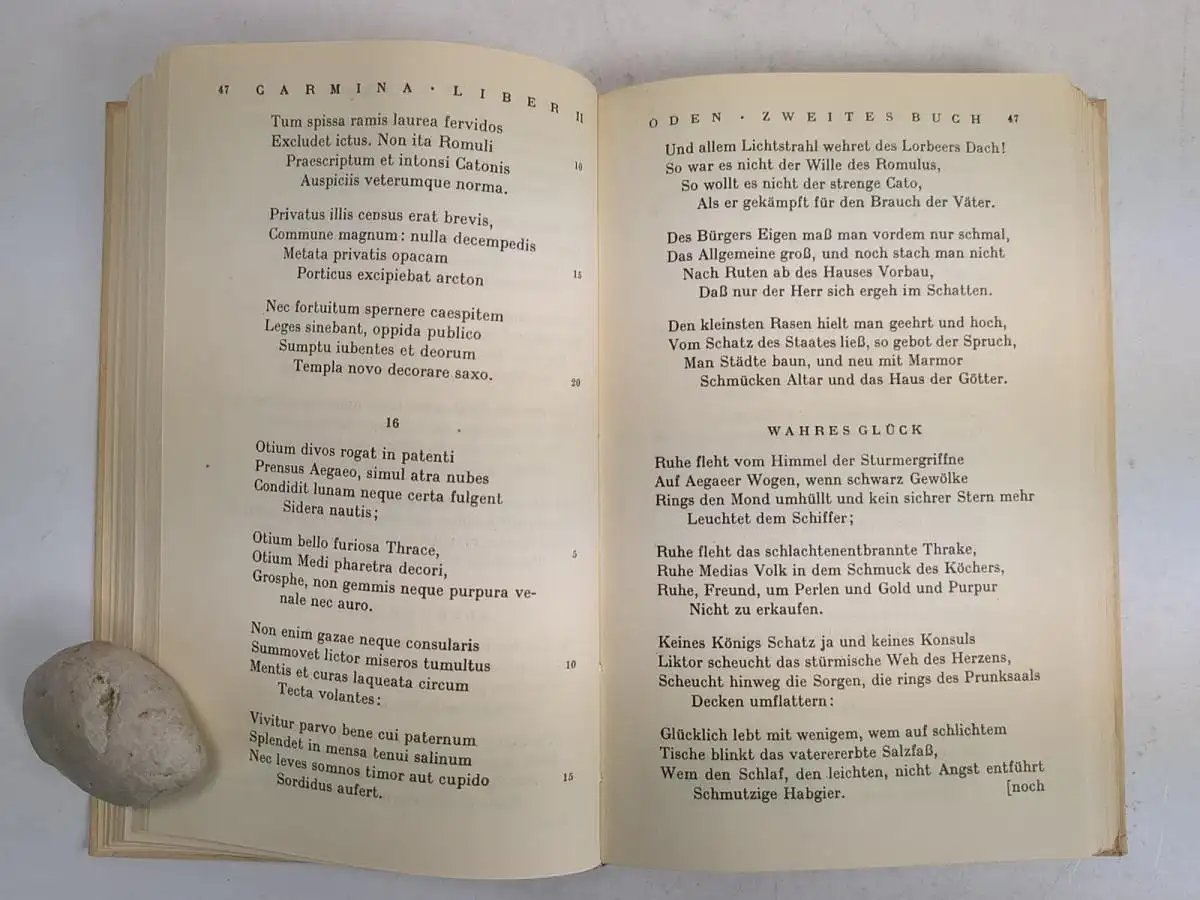 47 CARMINA · LIBER II
Tum spissa ramis laurea fervidos
Excludet ictus. Non ita Romuli
Praescriptum et intonsi Catonis 10
Auspiciis veterumque norma.
Privatus illis census erat brevis,
Commune magnum: nulla decempedis
Metata privatis opacam
Porticus excipiebat arcton 15
Nec fortuitum spernere caespitem
Leges sinebant, oppida publico
Sumptu iubentes et deorum
Templa novo decorare saxo. 20
16
Otium divos rogat in patenti
Prensus Aegaeo, simul atra nubes
Condidit lunam neque certa fulgent
Sidera nautis;
Otium bello furiosa Thrace, 5
Otium Medi pharetra decori,
Grosphe, non gemmis neque purpura ve-
nale nec auro.
Non enim gazae neque consularis
Summovet lictor miseros tumultus 10
Mentis et curas laqueata circum
Tecta volantes:
Vivitur parvo bene cui paternum
Splendet in mensa tenui salinum
Nec leves somnos timor aut cupido 15
Sordidus aufert.
ODEN · ZWEITES BUCH 47
Und allem Lichtstrahl wehret des Lorbeers Dach!
So war es nicht der Wille des Romulus,
So wollt es nicht der strenge Cato,
Als er gekämpft für den Brauch der Väter.
Des Bürgers Eigen maß man vordem nur schmal,
Das Allgemeine groß, und noch stach man nicht
Nach Ruten ab des Hauses Vorbau,
Daß nur der Herr sich ergeh im Schatten.
Den kleinsten Rasen hielt man geehrt und hoch,
Vom Schatz des Staates ließ, so gebot der Spruch,
Man Städte baun, und neu mit Marmor
Schmücken Altar und das Haus der Götter.
WAHRES GLÜCK
Ruhe fleht vom Himmel der Sturmergriffne
Auf Aegaeer Wogen, wenn schwarz Gewölke
Rings den Mond umhüllt und kein sichrer Stern mehr
Leuchtet dem Schiffer;
Ruhe fleht das schlachtenentbrannte Thrake,
Ruhe Medias Volk in dem Schmuck des Köchers,
Ruhe, Freund, um Perlen und Gold und Purpur
Nicht zu erkaufen.
Keines Königs Schatz ja und keines Konsuls
Liktor scheucht das stürmische Weh des Herzens,
Scheucht hinweg die Sorgen, die rings des Prunksaals
Decken umflattern:
Glücklich lebt mit wenigem, wem auf schlichtem
Tische blinkt das vaterererbte Salzfaß,
Wem den Schlaf, den leichten, nicht Angst entführt
Schmutzige Habgier. [noch